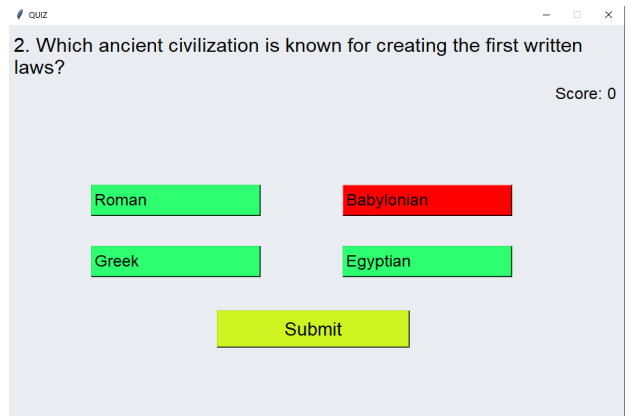 QUIZ
2. Which ancient civilization is known for creating the first written
laws?
Score: 0
Roman
Babylonian
Greek
Egyptian
Submit